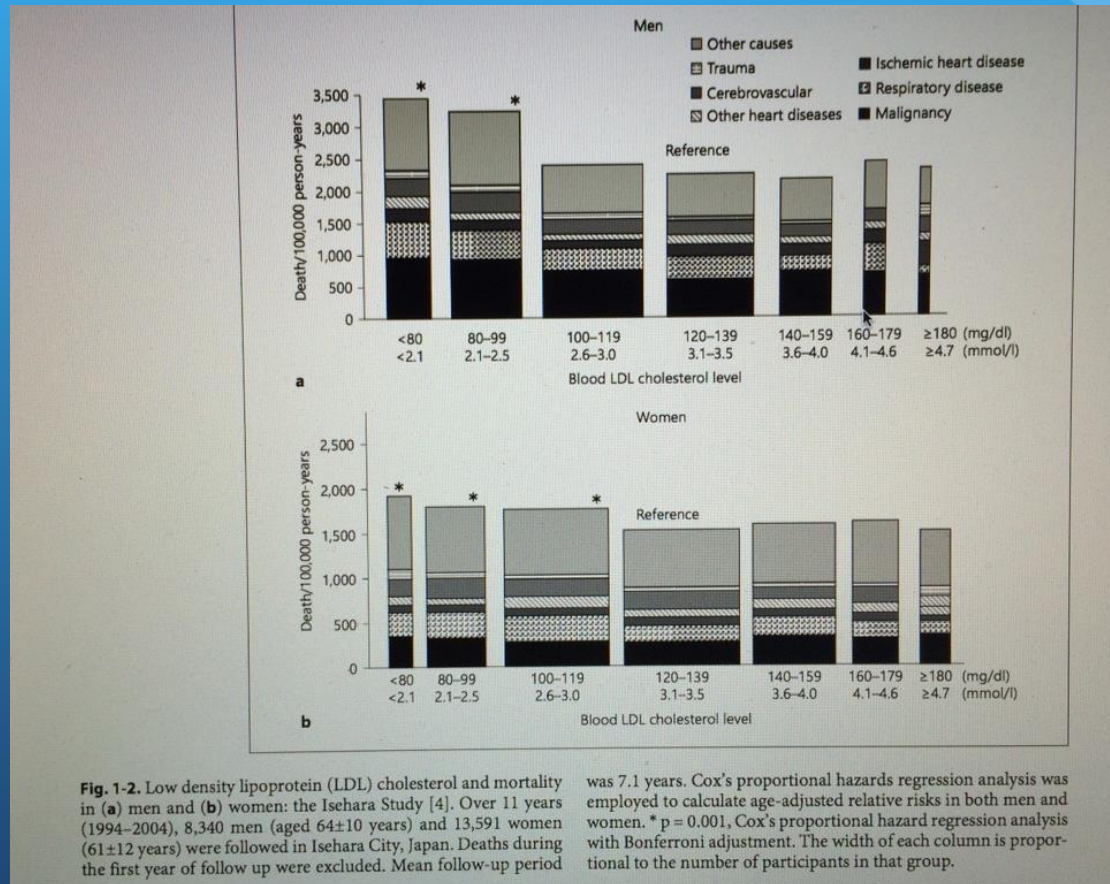 Men
Other causes
Trauma
Cerebrovascular
Other heart diseases
Ischemic heart disease
Respiratory disease
Malignancy
Death/100,000 person-years
3,500
3,000
2,500
2,000
1,500
1,000
500
0
*
*
Reference
<80 80–99 100–119 120–139 140–159 160–179 ≥180 (mg/dl)
<2.1 2.1–2.5 2.6–3.0 3.1–3.5 3.6–4.0 4.1–4.6 ≥4.7 (mmol/l)
a
Blood LDL cholesterol level
Women
Death/100,000 person-years
2,500
2,000
1,500
1,000
500
0
*
*
*
Reference
<80 80–99 100–119 120–139 140–159 160–179 ≥180 (mg/dl)
<2.1 2.1–2.5 2.6–3.0 3.1–3.5 3.6–4.0 4.1–4.6 ≥4.7 (mmol/l)
b
Blood LDL cholesterol level
Fig. 1-2. Low density lipoprotein (LDL) cholesterol and mortality
in (a) men and (b) women: the Isehara Study [4]. Over 11 years
(1994–2004), 8,340 men (aged 64±10 years) and 13,591 women
(61±12 years) were followed in Isehara City, Japan. Deaths during
the first year of follow up were excluded. Mean follow-up period
was 7.1 years. Cox's proportional hazards regression analysis was
employed to calculate age-adjusted relative risks in both men and
women. * p = 0.001, Cox's proportional hazard regression analysis
with Bonferroni adjustment. The width of each column is propor-
tional to the number of participants in that group.